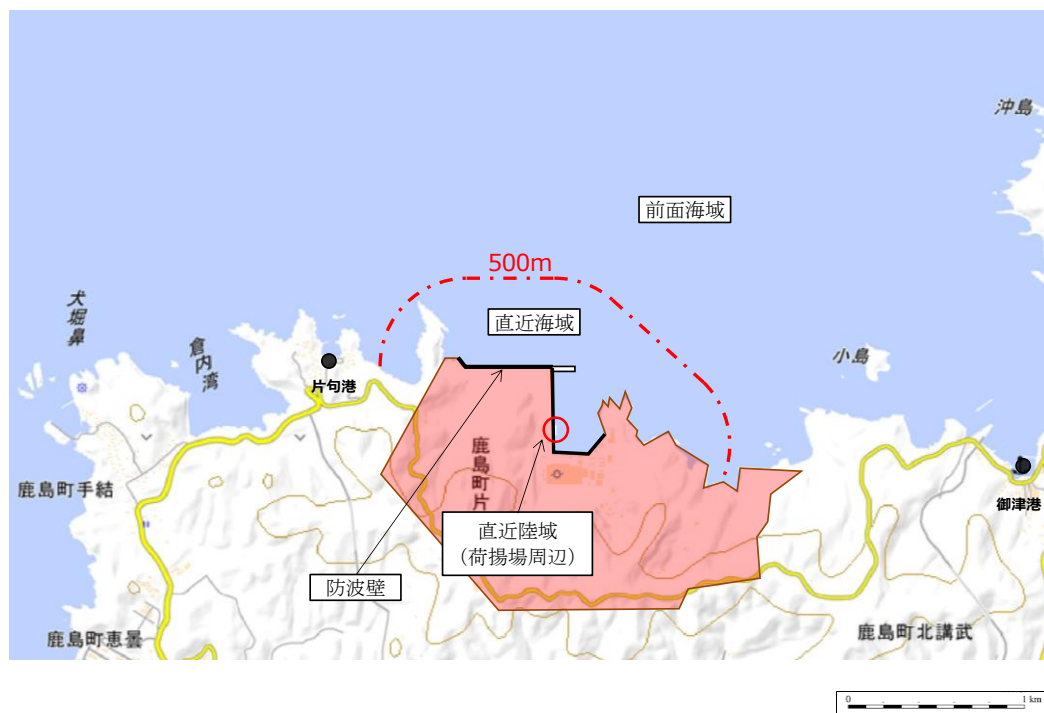 沖島
前面海域
500m
犬堀鼻
直近海域
倉内湾
小島
片句港
鹿島町片
鹿島町手結
御津港
直近陸域
(荷揚場周辺)
防波壁
鹿島町恵曇
鹿島町北講武
0
1 km